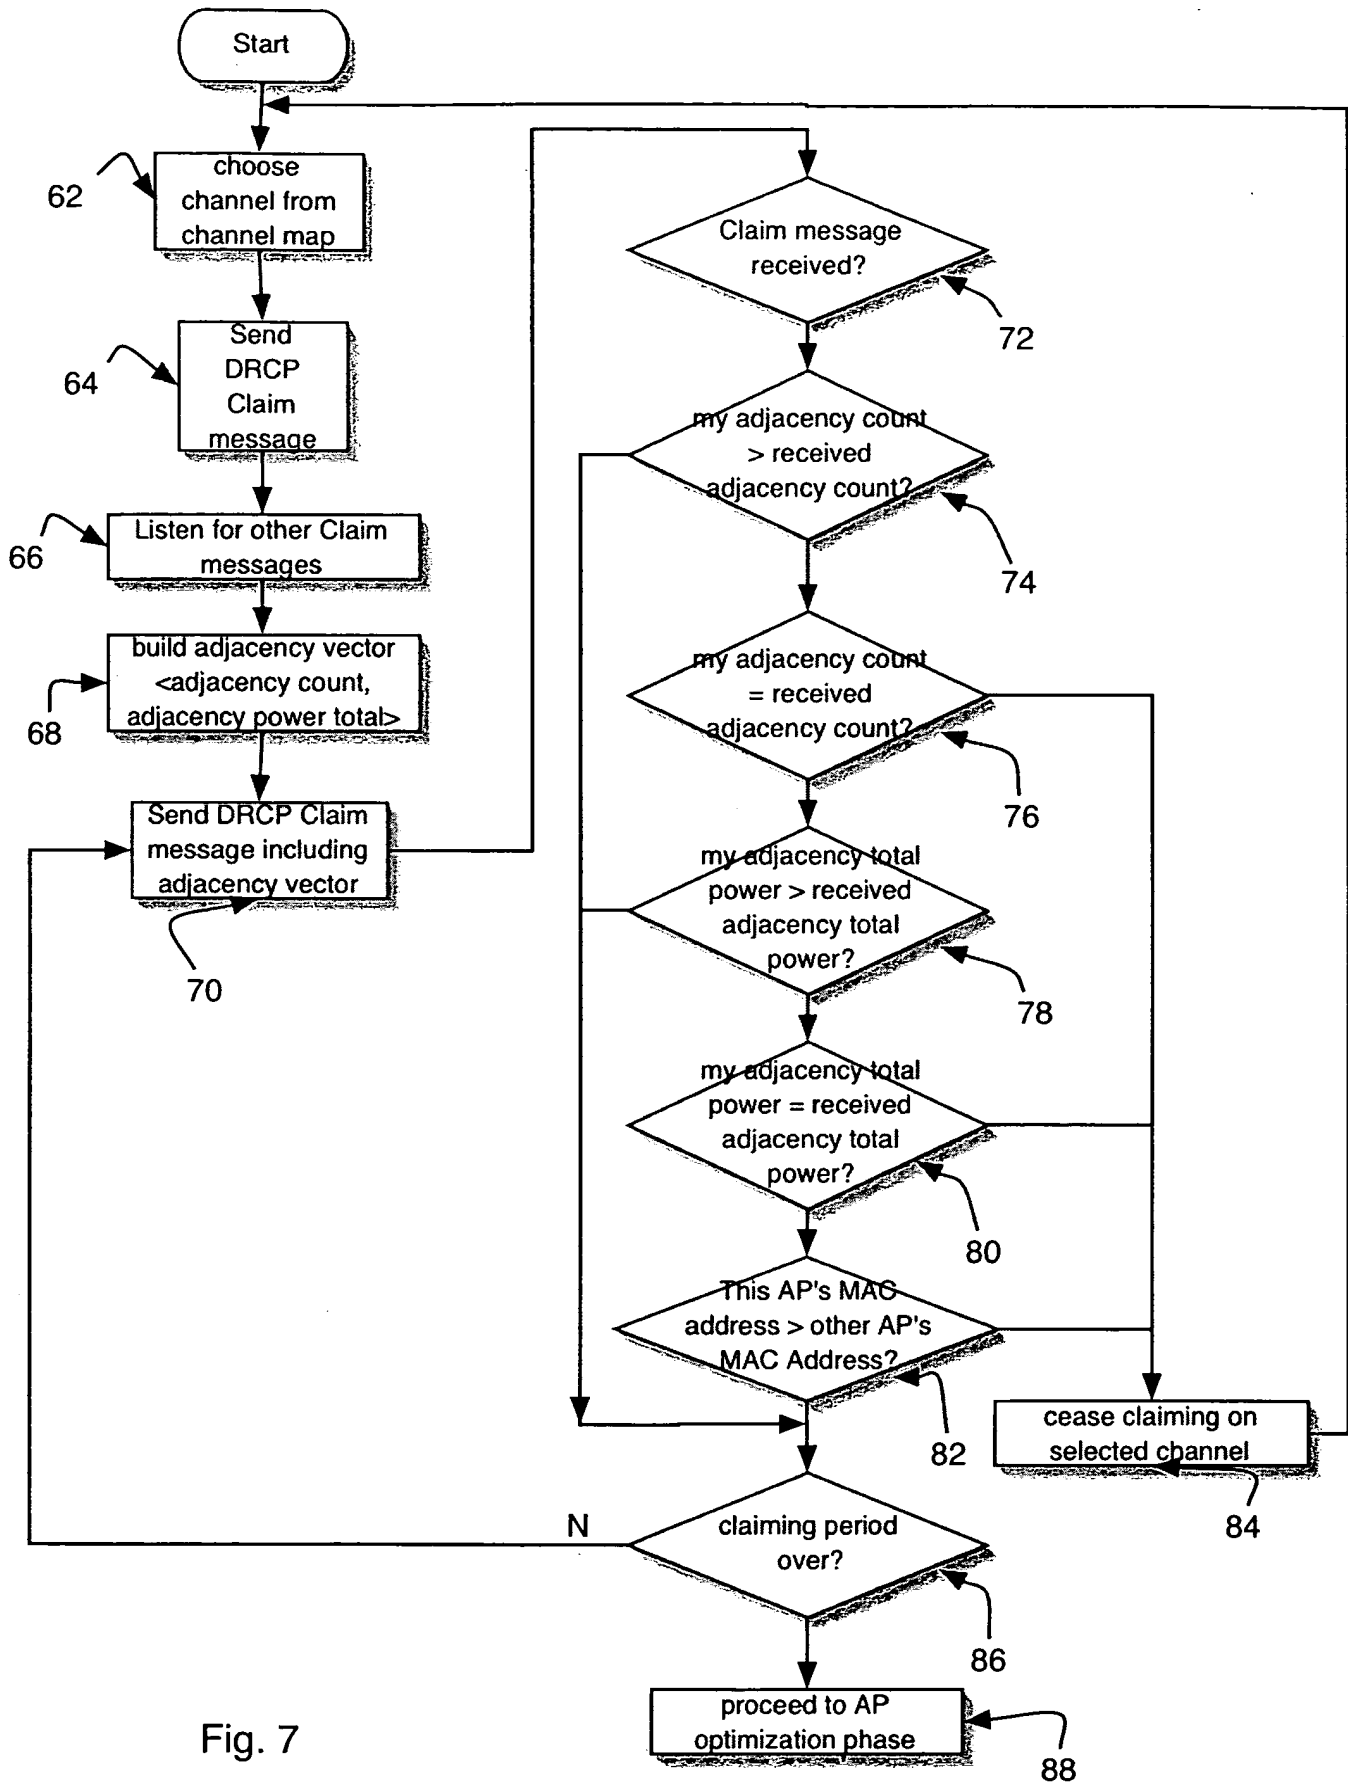 Start
62
choose
channel from
channel map
64
Send
DRCP
Claim
message
66
Listen for other Claim
messages
68
build adjacency vector
<adjacency count,
adjacency power total>
Send DRCP Claim
message including
adjacency vector
70
Claim message
received?
72
my adjacency count
> received
adjacency count?
74
my adjacency count
= received
adjacency count?
76
my adjacency total
power > received
adjacency total
power?
78
my adjacency total
power = received
adjacency total
power?
80
This AP's MAC
address > other AP's
MAC Address?
82
cease claiming on
selected channel
84
N
claiming period
over?
86
proceed to AP
optimization phase
88
Fig. 7